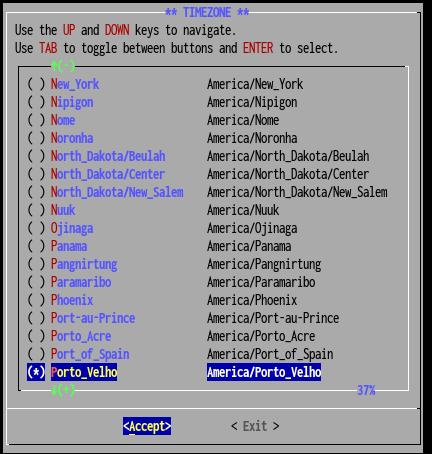 ** TIMEZONE **
Use the UP and DOWN keys to navigate.
Use TAB to toggle between buttons and ENTER to select.
↑(-)
( ) New_York America/New_York
( ) Nipigon America/Nipigon
( ) Nome America/Nome
( ) Noronha America/Noronha
( ) North_Dakota/Beulah America/North_Dakota/Beulah
( ) North_Dakota/Center America/North_Dakota/Center
( ) North_Dakota/New_Salem America/North_Dakota/New_Salem
( ) Nuuk America/Nuuk
( ) Ojinaga America/Ojinaga
( ) Panama America/Panama
( ) Pangnirtung America/Pangnirtung
( ) Paramaribo America/Paramaribo
( ) Phoenix America/Phoenix
( ) Port-au-Prince America/Port-au-Prince
( ) Porto_Acre America/Porto_Acre
( ) Port_of_Spain America/Port_of_Spain
(*) Porto_Velho America/Porto_Velho
↓(+) 37%
<Accept> < Exit >